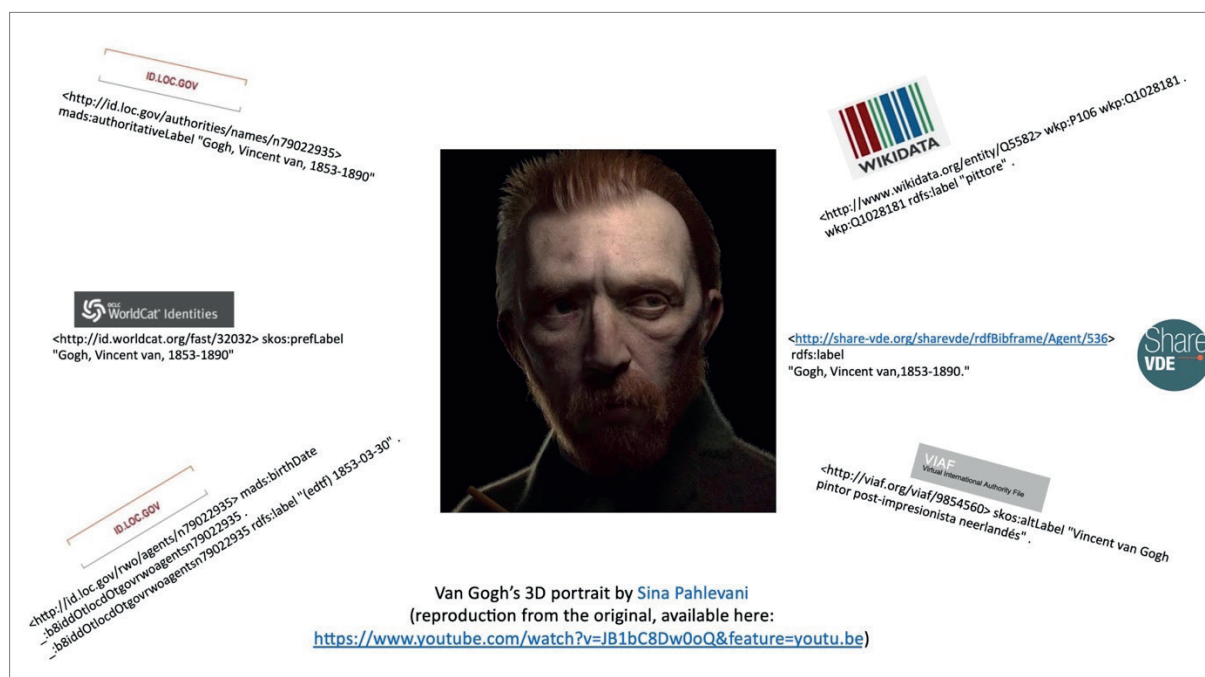 ID.LOC.GOV
<http://id.loc.gov/authorities/names/n79022935>
mads:authoritativeLabel "Gogh, Vincent van, 1853-1890"
WIKIDATA
<http://www.wikidata.org/entity/Q5582> wkp:P106 wkp:Q1028181 .
wkp:Q1028181 rdfs:label "pittore" .
OCLC
WorldCat® Identities
<http://id.worldcat.org/fast/32032> skos:prefLabel
"Gogh, Vincent van, 1853-1890"
<http://share-vde.org/sharevde/rdfBibframe/Agent/536>
rdfs:label
"Gogh, Vincent van,1853-1890."
Share
VDE
ID.LOC.GOV
<http://id.loc.gov/rwo/agents/n79022935> mads:birthDate
_:b8iddOtlocdOtgovrwoagentsn79022935 .
_:b8iddOtlocdOtgovrwoagentsn79022935 rdfs:label "(edtf) 1853-03-30" .
VIAF
Virtual International Authority File
<http://viaf.org/viaf/9854560> skos:altLabel "Vincent van Gogh
pintor post-impresionista neerlandés" .
Van Gogh's 3D portrait by Sina Pahlevani
(reproduction from the original, available here:
https://www.youtube.com/watch?v=JB1bC8Dw0oQ&feature=youtu.be)